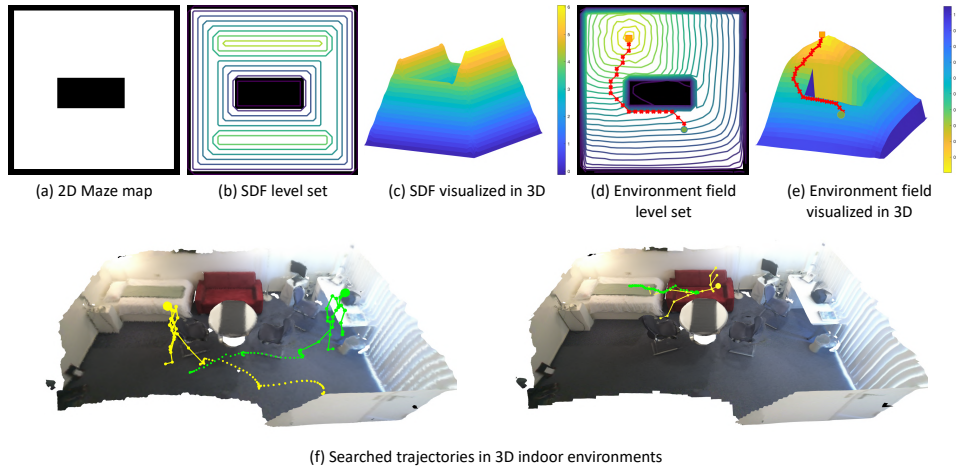 (a) 2D Maze map
(b) SDF level set
(c) SDF visualized in 3D
(d) Environment field
level set
(e) Environment field
visualized in 3D
(f) Searched trajectories in 3D indoor environments